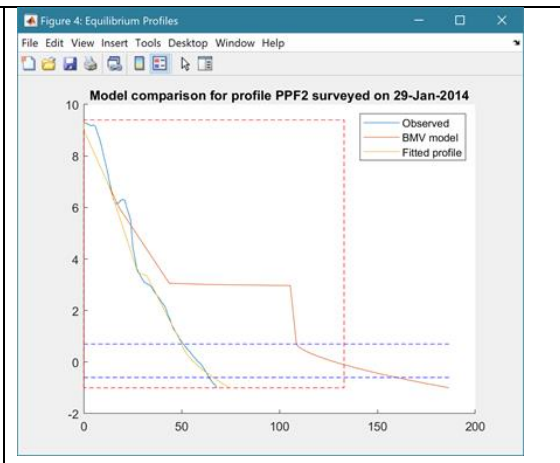 Figure 4: Equilibrium Profiles
File Edit View Insert Tools Desktop Window Help
Model comparison for profile PPF2 surveyed on 29-Jan-2014
Observed
BMV model
Fitted profile
10
8
6
4
2
0
-2
0 50 100 150 200